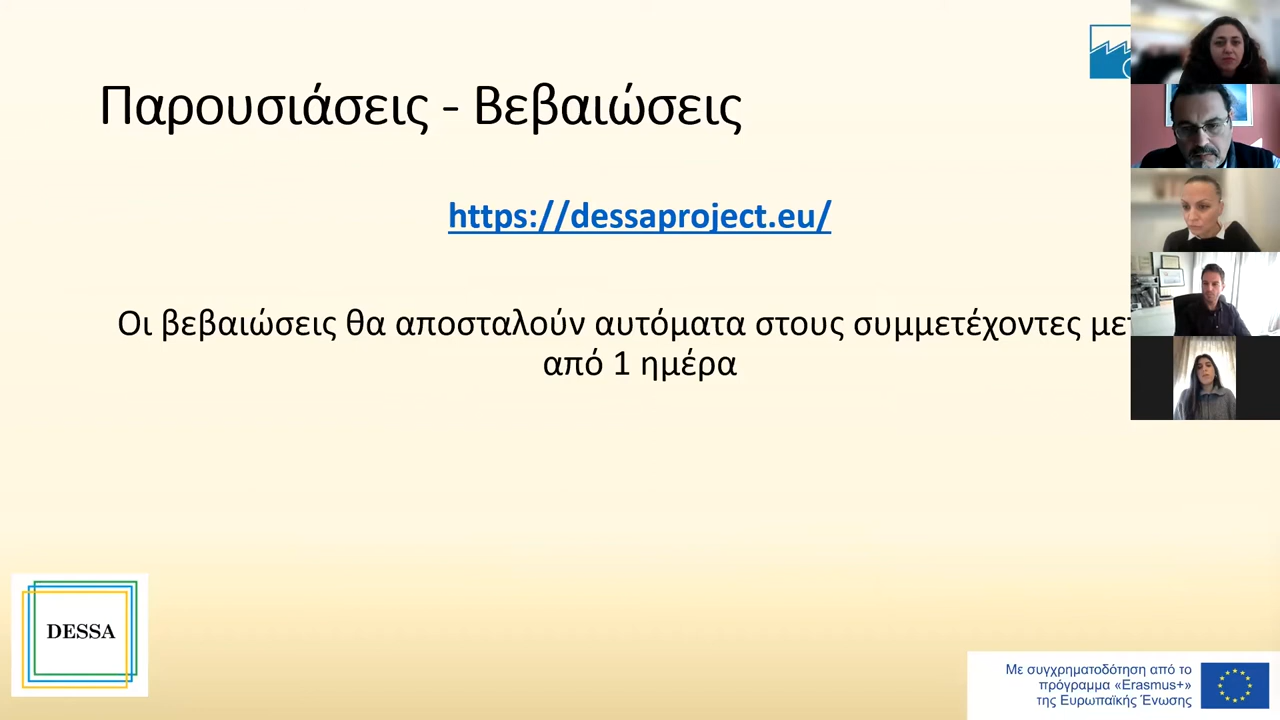 Παρουσιάσεις - Βεβαιώσεις
https://dessaproject.eu/
Οι βεβαιώσεις θα αποσταλούν αυτόματα στους συμμετέχοντες
από 1 ημέρα
DESSA
Με συγχρηματοδότηση από το
πρόγραμμα «Erasmus+»
της Ευρωπαϊκής Ένωσης